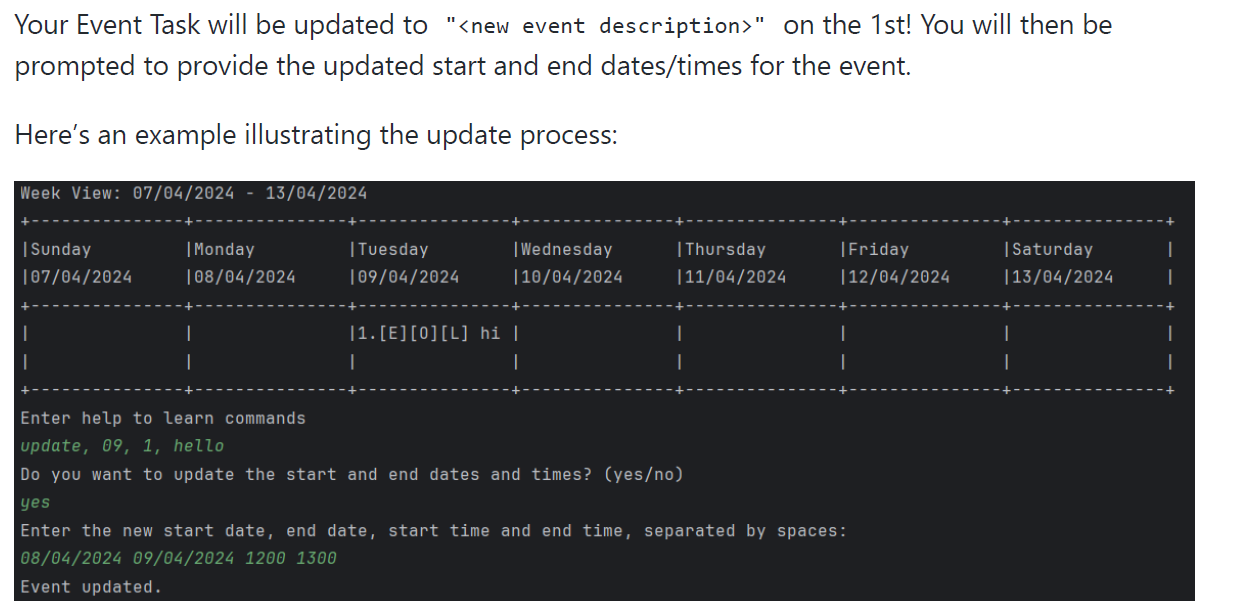 Your Event Task will be updated to "<new event description>" on the 1st! You will then be
prompted to provide the updated start and end dates/times for the event.
Here’s an example illustrating the update process:
Week View: 07/04/2024 - 13/04/2024
+---------------+---------------+---------------+---------------+---------------+---------------+---------------+
|Sunday         |Monday         |Tuesday        |Wednesday      |Thursday       |Friday         |Saturday       |
|07/04/2024     |08/04/2024     |09/04/2024     |10/04/2024     |11/04/2024     |12/04/2024     |13/04/2024     |
+---------------+---------------+---------------+---------------+---------------+---------------+---------------+
|               |               |1.[E][O][L] hi |               |               |               |               |
|               |               |               |               |               |               |               |
+---------------+---------------+---------------+---------------+---------------+---------------+---------------+
Enter help to learn commands
update, 09, 1, hello
Do you want to update the start and end dates and times? (yes/no)
yes
Enter the new start date, end date, start time and end time, separated by spaces:
08/04/2024 09/04/2024 1200 1300
Event updated.